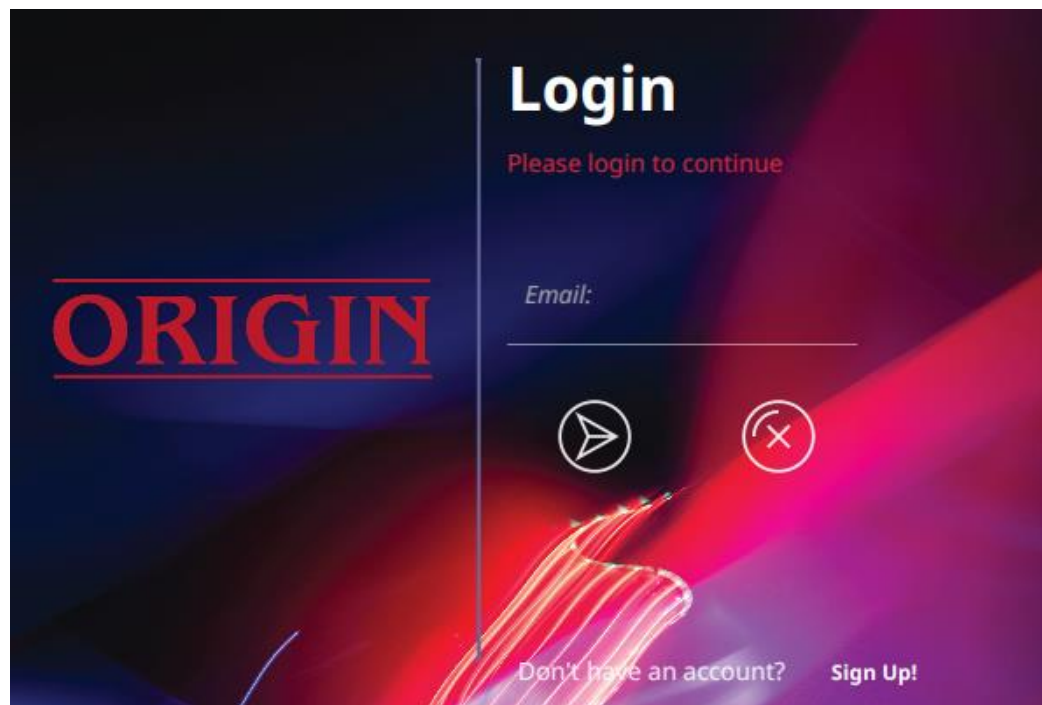 ORIGIN
Login
Please login to continue
Email:
Don't have an account? Sign Up!